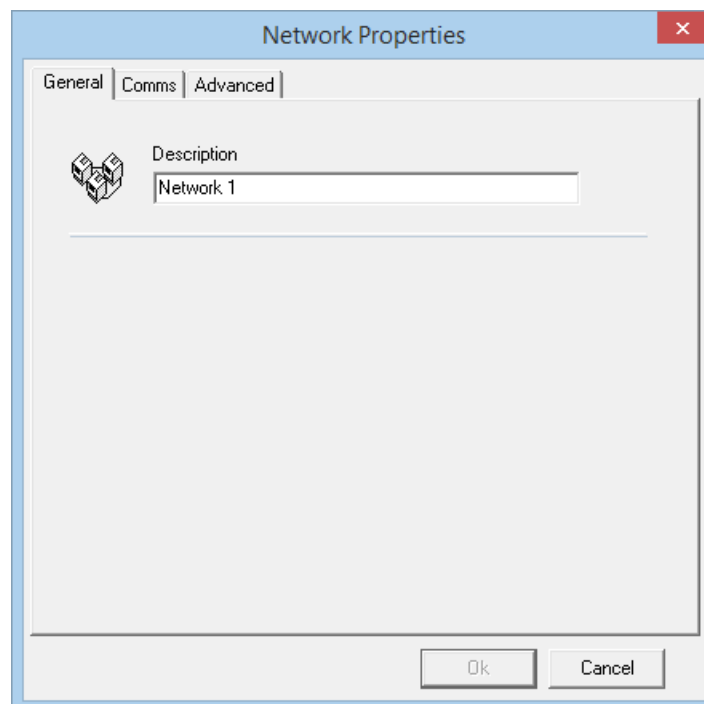 Network Properties
General Comms Advanced
Description
Network 1
Ok Cancel